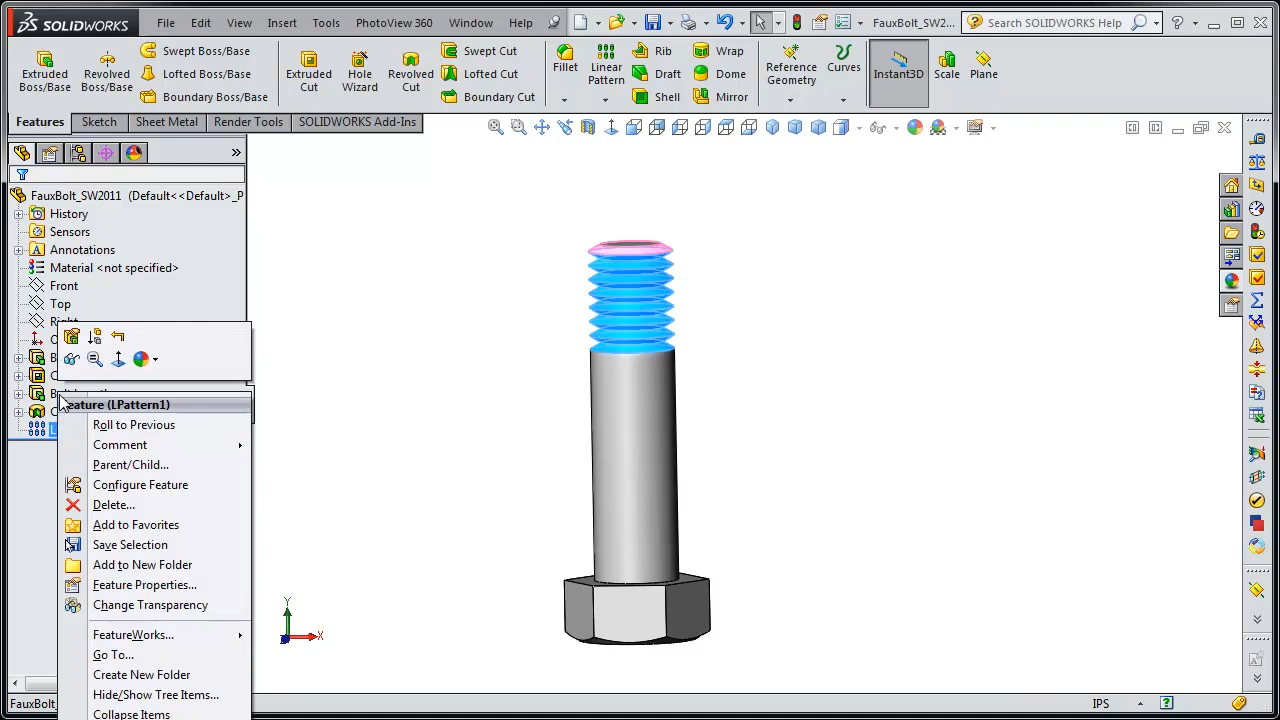 SOLIDWORKS File Edit View Insert Tools PhotoView 360 Window Help FauxBolt_SW2... Search SOLIDWORKS Help
Extruded Boss/Base
Revolved Boss/Base
Swept Boss/Base
Lofted Boss/Base
Boundary Boss/Base
Extruded Cut
Hole Wizard
Revolved Cut
Swept Cut
Lofted Cut
Boundary Cut
Fillet
Linear Pattern
Rib
Draft
Shell
Wrap
Dome
Mirror
Reference Geometry
Curves
Instant3D
Scale
Plane
Features Sketch Sheet Metal Render Tools SOLIDWORKS Add-Ins
FauxBolt_SW2011 (Default<<Default>_P
History
Sensors
Annotations
Material <not specified>
Front
Top
Feature (LPattern1)
Roll to Previous
Comment
Parent/Child...
Configure Feature
Delete...
Add to Favorites
Save Selection
Add to New Folder
Feature Properties...
Change Transparency
FeatureWorks...
Go To...
Create New Folder
Hide/Show Tree Items...
Collapse Items
Y
X
FauxBolt_
IPS